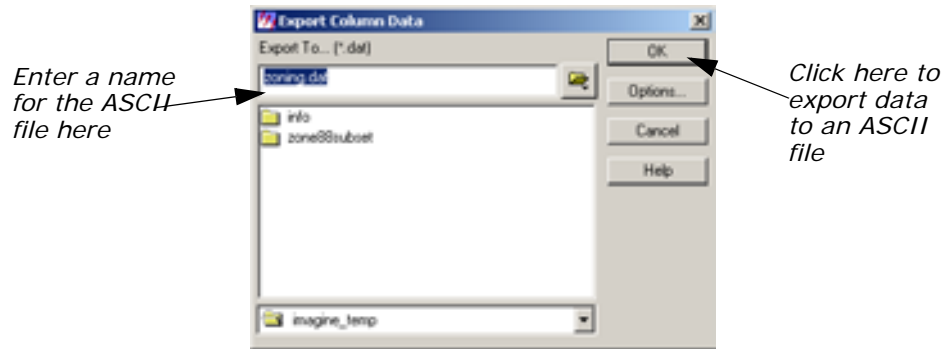 Export Column Data
Export To... (*.dat)
zoning.dat
info
zone88subset
imagine_temp
OK
Options...
Cancel
Help
Enter a name
for the ASCII
file here
Click here to
export data
to an ASCII
file